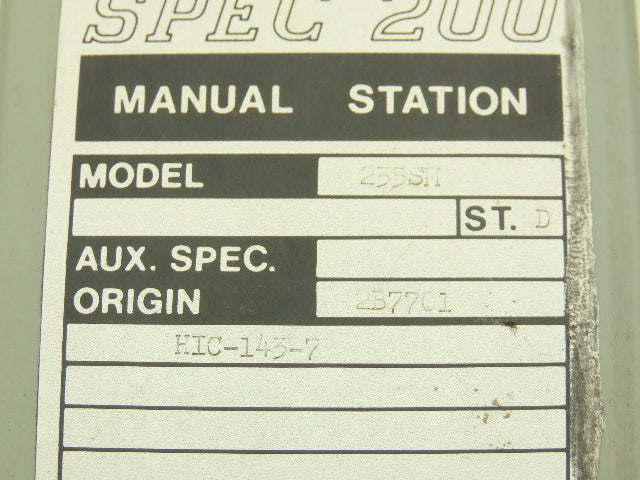 SPEC 200
MANUAL STATION
MODEL 235SM
ST. D
AUX. SPEC.
ORIGIN 2B7701
HIC-143-7